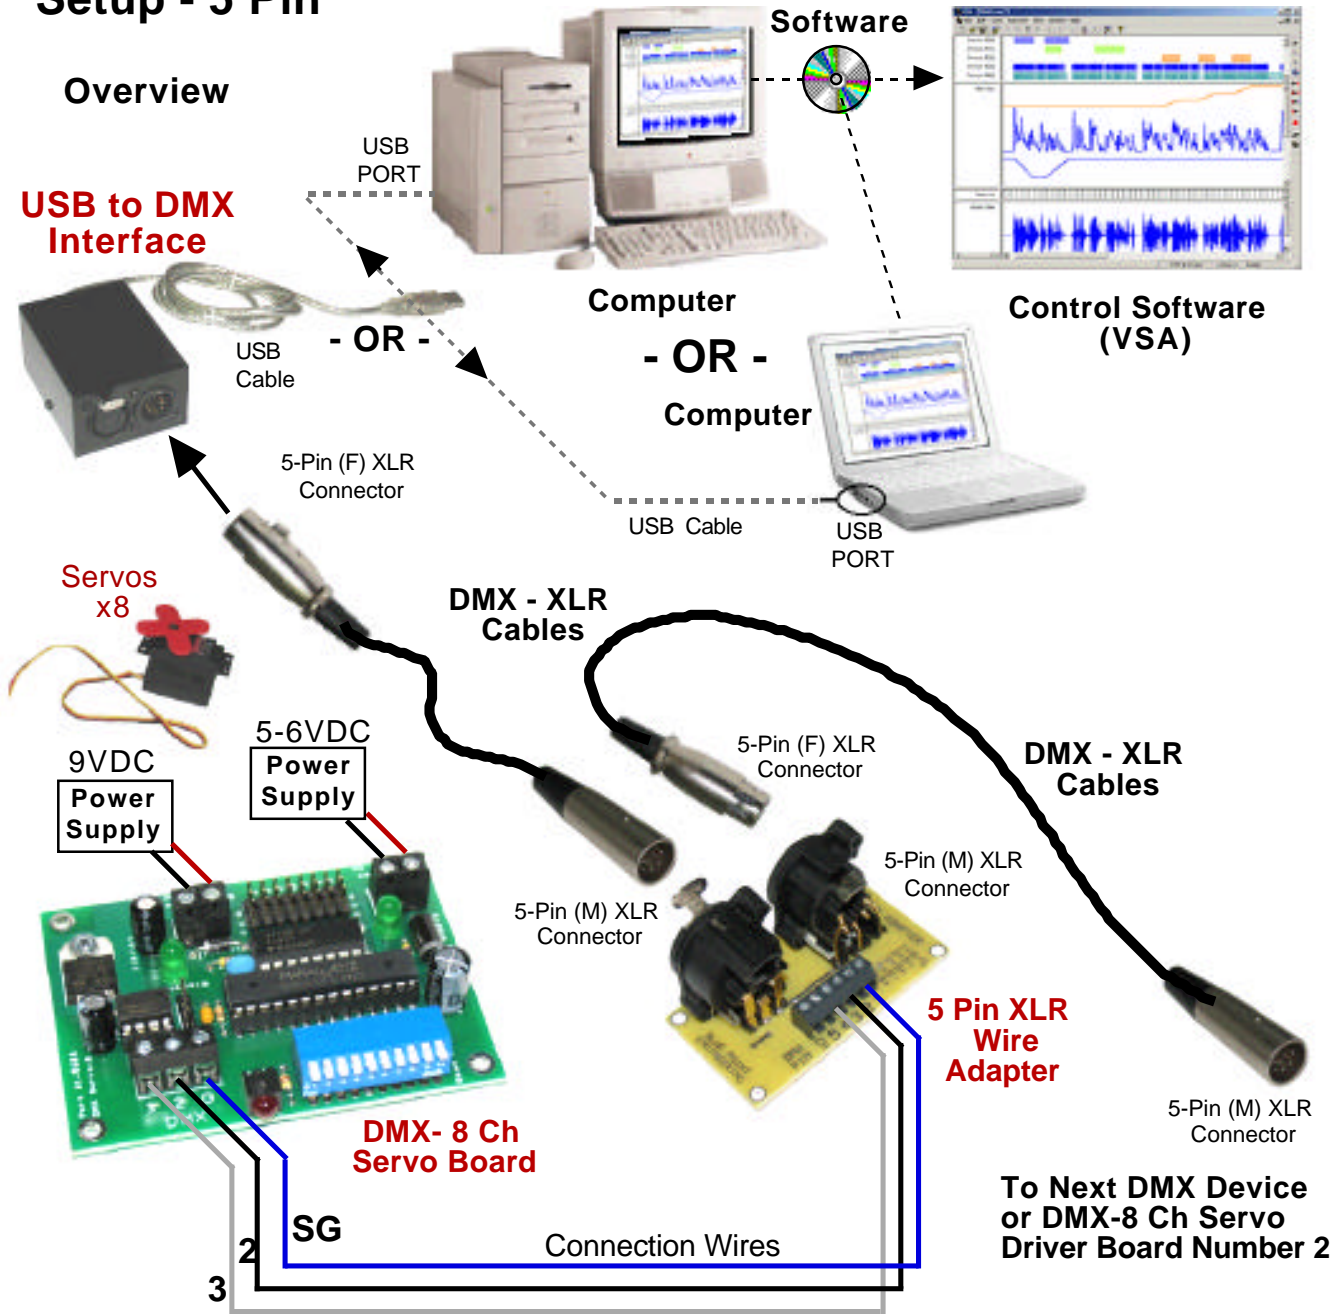 Setup - 5 Pin
Software
Overview
USB
PORT
USB to DMX
Interface
Computer
Control Software
(VSA)
- OR -
USB
Cable
- OR -
Computer
5-Pin (F) XLR
Connector
USB Cable
USB
PORT
Servos
x8
DMX - XLR
Cables
5-6VDC
Power
Supply
9VDC
Power
Supply
5-Pin (F) XLR
Connector
DMX - XLR
Cables
5-Pin (M) XLR
Connector
5-Pin (M) XLR
Connector
5 Pin XLR
Wire
Adapter
5-Pin (M) XLR
Connector
DMX- 8 Ch
Servo Board
To Next DMX Device
or DMX-8 Ch Servo
Driver Board Number 2
SG
2
3
Connection Wires